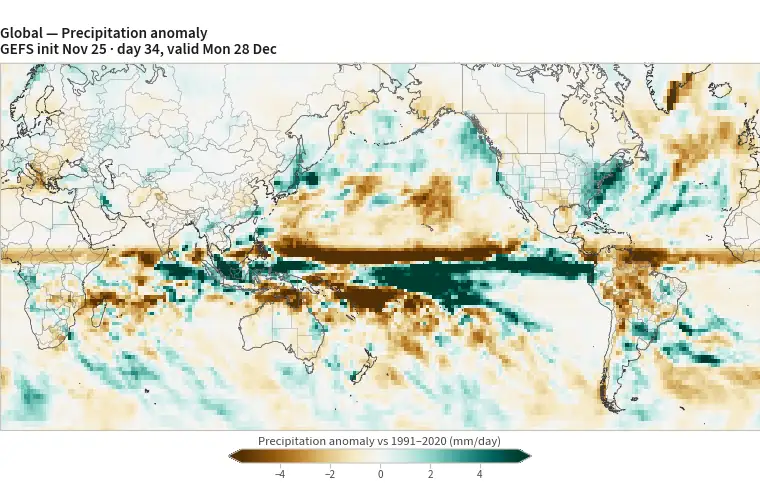 Global — Precipitation anomaly
GEFS init Nov 25 · day 34, valid Mon 28 Dec
Precipitation anomaly vs 1991–2020 (mm/day)
−4 −2 0 2 4